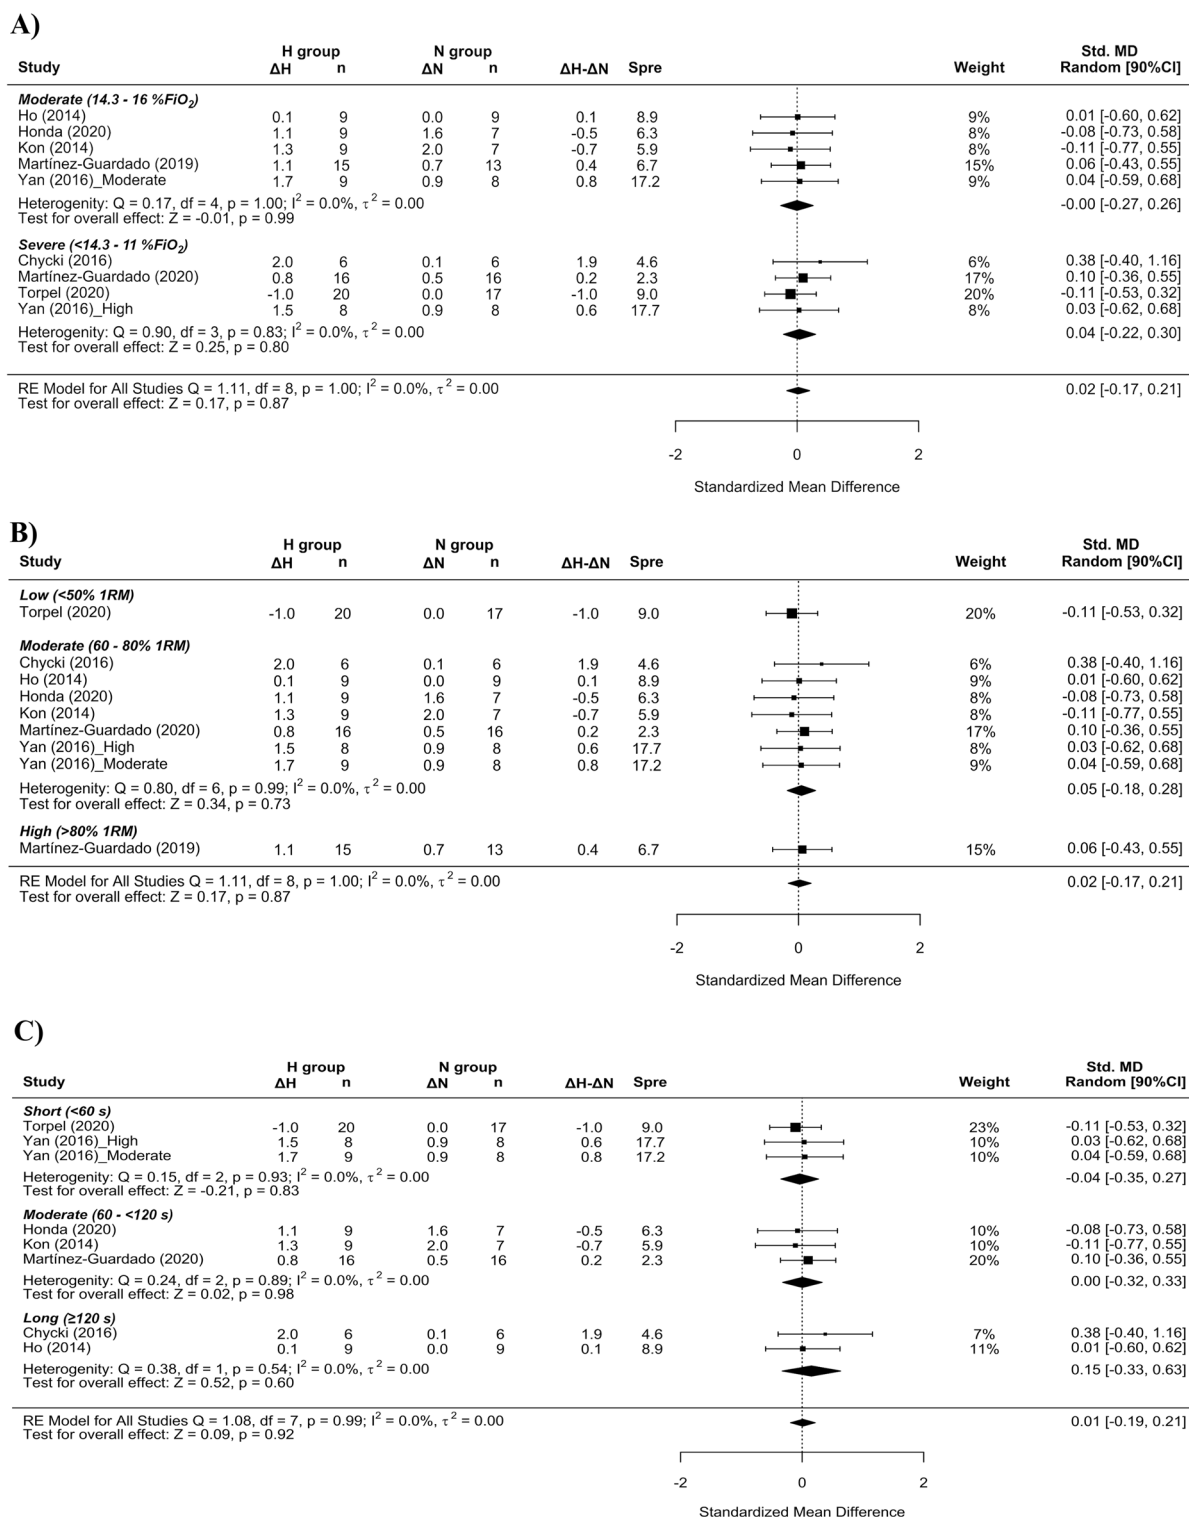 A)
H group N group Std. MD
Study ΔH n ΔN n ΔH-ΔN Spre Weight Random [90%CI]
Moderate (14.3 - 16 %FiO2)
Ho (2014) 0.1 9 0.0 9 0.1 8.9 9% 0.01 [-0.60, 0.62]
Honda (2020) 1.1 9 1.6 7 -0.5 6.3 8% -0.08 [-0.73, 0.58]
Kon (2014) 1.3 9 2.0 7 -0.7 5.9 8% -0.11 [-0.77, 0.55]
Martínez-Guardado (2019) 1.1 15 0.7 13 0.4 6.7 15% 0.06 [-0.43, 0.55]
Yan (2016)_Moderate 1.7 9 0.9 8 0.8 17.2 9% 0.04 [-0.59, 0.68]
Heterogenity: Q = 0.17, df = 4, p = 1.00; I2 = 0.0%, τ2 = 0.00 -0.00 [-0.27, 0.26]
Test for overall effect: Z = -0.01, p = 0.99
Severe (<14.3 - 11 %FiO2)
Chycki (2016) 2.0 6 0.1 6 1.9 4.6 6% 0.38 [-0.40, 1.16]
Martínez-Guardado (2020) 0.8 16 0.5 16 0.2 2.3 17% 0.10 [-0.36, 0.55]
Torpel (2020) -1.0 20 0.0 17 -1.0 9.0 20% -0.11 [-0.53, 0.32]
Yan (2016)_High 1.5 8 0.9 8 0.6 17.7 8% 0.03 [-0.62, 0.68]
Heterogenity: Q = 0.90, df = 3, p = 0.83; I2 = 0.0%, τ2 = 0.00 0.04 [-0.22, 0.30]
Test for overall effect: Z = 0.25, p = 0.80
RE Model for All Studies Q = 1.11, df = 8, p = 1.00; I2 = 0.0%, τ2 = 0.00 0.02 [-0.17, 0.21]
Test for overall effect: Z = 0.17, p = 0.87
-2 0 2
Standardized Mean Difference
B)
H group N group Std. MD
Study ΔH n ΔN n ΔH-ΔN Spre Weight Random [90%CI]
Low (<50% 1RM)
Torpel (2020) -1.0 20 0.0 17 -1.0 9.0 20% -0.11 [-0.53, 0.32]
Moderate (60 - 80% 1RM)
Chycki (2016) 2.0 6 0.1 6 1.9 4.6 6% 0.38 [-0.40, 1.16]
Ho (2014) 0.1 9 0.0 9 0.1 8.9 9% 0.01 [-0.60, 0.62]
Honda (2020) 1.1 9 1.6 7 -0.5 6.3 8% -0.08 [-0.73, 0.58]
Kon (2014) 1.3 9 2.0 7 -0.7 5.9 8% -0.11 [-0.77, 0.55]
Martínez-Guardado (2020) 0.8 16 0.5 16 0.2 2.3 17% 0.10 [-0.36, 0.55]
Yan (2016)_High 1.5 8 0.9 8 0.6 17.7 8% 0.03 [-0.62, 0.68]
Yan (2016)_Moderate 1.7 9 0.9 8 0.8 17.2 9% 0.04 [-0.59, 0.68]
Heterogenity: Q = 0.80, df = 6, p = 0.99; I2 = 0.0%, τ2 = 0.00 0.05 [-0.18, 0.28]
Test for overall effect: Z = 0.34, p = 0.73
High (>80% 1RM)
Martínez-Guardado (2019) 1.1 15 0.7 13 0.4 6.7 15% 0.06 [-0.43, 0.55]
RE Model for All Studies Q = 1.11, df = 8, p = 1.00; I2 = 0.0%, τ2 = 0.00 0.02 [-0.17, 0.21]
Test for overall effect: Z = 0.17, p = 0.87
-2 0 2
Standardized Mean Difference
C)
H group N group Std. MD
Study ΔH n ΔN n ΔH-ΔN Spre Weight Random [90%CI]
Short (<60 s)
Torpel (2020) -1.0 20 0.0 17 -1.0 9.0 23% -0.11 [-0.53, 0.32]
Yan (2016)_High 1.5 8 0.9 8 0.6 17.7 10% 0.03 [-0.62, 0.68]
Yan (2016)_Moderate 1.7 9 0.9 8 0.8 17.2 10% 0.04 [-0.59, 0.68]
Heterogenity: Q = 0.15, df = 2, p = 0.93; I2 = 0.0%, τ2 = 0.00 -0.04 [-0.35, 0.27]
Test for overall effect: Z = -0.21, p = 0.83
Moderate (60 - <120 s)
Honda (2020) 1.1 9 1.6 7 -0.5 6.3 10% -0.08 [-0.73, 0.58]
Kon (2014) 1.3 9 2.0 7 -0.7 5.9 10% -0.11 [-0.77, 0.55]
Martínez-Guardado (2020) 0.8 16 0.5 16 0.2 2.3 20% 0.10 [-0.36, 0.55]
Heterogenity: Q = 0.24, df = 2, p = 0.89; I2 = 0.0%, τ2 = 0.00 0.00 [-0.32, 0.33]
Test for overall effect: Z = 0.02, p = 0.98
Long (≥120 s)
Chycki (2016) 2.0 6 0.1 6 1.9 4.6 7% 0.38 [-0.40, 1.16]
Ho (2014) 0.1 9 0.0 9 0.1 8.9 11% 0.01 [-0.60, 0.62]
Heterogenity: Q = 0.38, df = 1, p = 0.54; I2 = 0.0%, τ2 = 0.00 0.15 [-0.33, 0.63]
Test for overall effect: Z = 0.52, p = 0.60
RE Model for All Studies Q = 1.08, df = 7, p = 0.99; I2 = 0.0%, τ2 = 0.00 0.01 [-0.19, 0.21]
Test for overall effect: Z = 0.09, p = 0.92
-2 0 2
Standardized Mean Difference